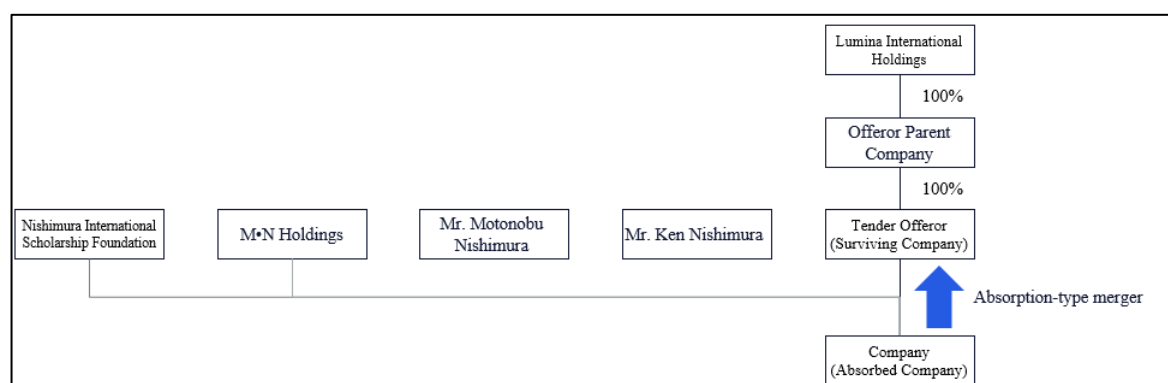 Lumina International
Holdings
100%
Offeror Parent
Company
100%
Nishimura International
Scholarship Foundation
M•N Holdings
Mr. Motonobu
Nishimura
Mr. Ken Nishimura
Tender Offeror
(Surviving Company)
Absorption-type merger
Company
(Absorbed Company)